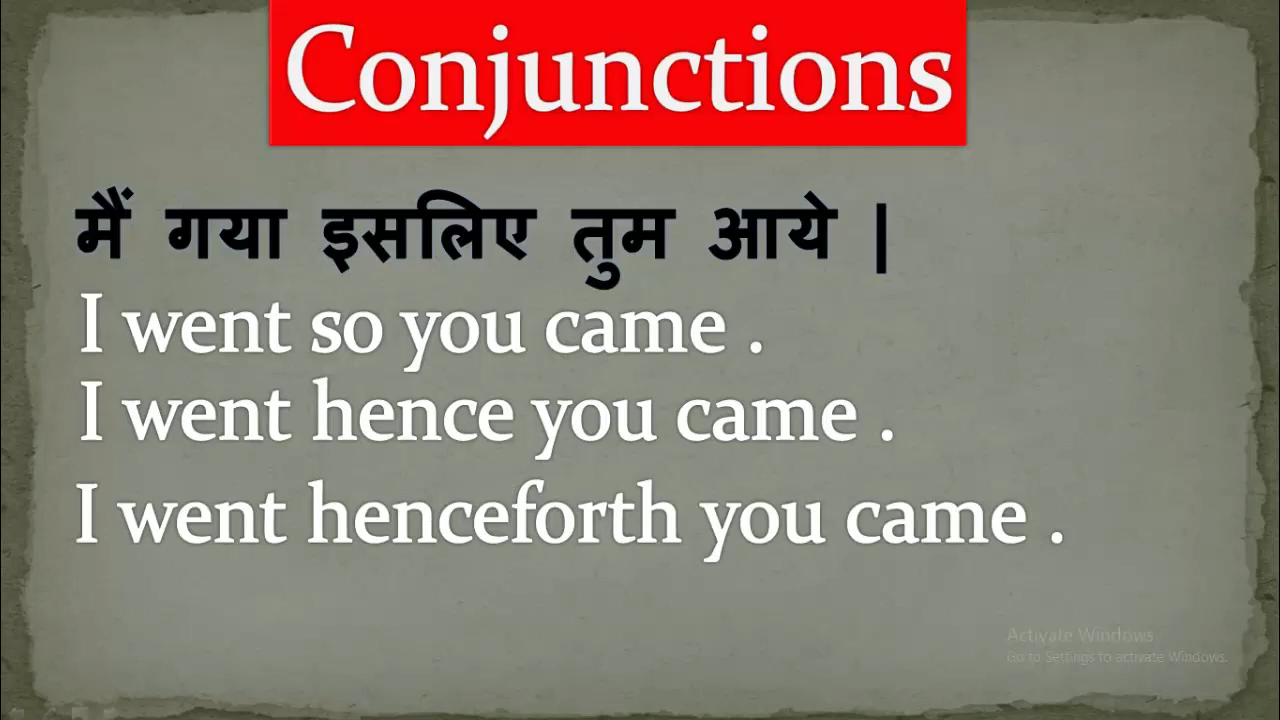 Conjunctions
मैं गया इसलिए तुम आये |
I went so you came .
I went hence you came .
I went henceforth you came .
Activate Windows
Go to Settings to activate Windows.